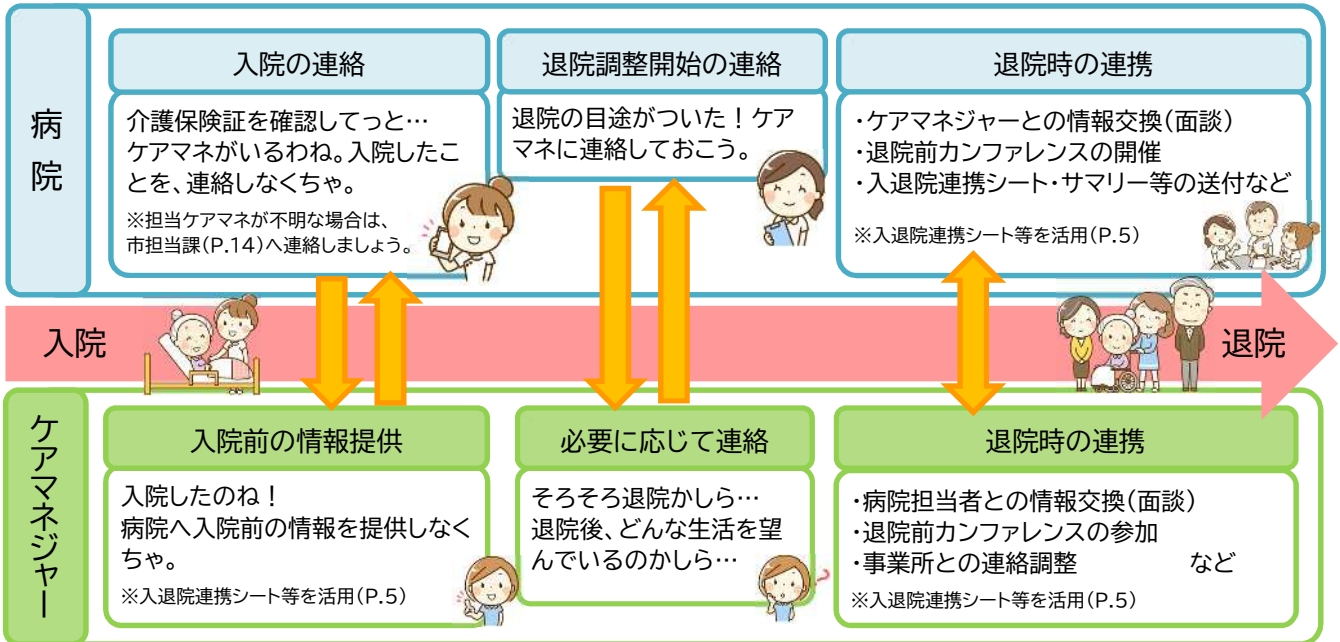 病院
入院の連絡
介護保険証を確認してっと…
ケアマネがいるわね。入院したこ
とを、連絡しなくちゃ。
※担当ケアマネが不明な場合は、
市担当課(P.14)へ連絡しましょう。
退院調整開始の連絡
退院の目途がついた！ケア
マネに連絡しておこう。
退院時の連携
・ケアマネジャーとの情報交換(面談)
・退院前カンファレンスの開催
・入退院連携シート・サマリー等の送付など
※入退院連携シート等を活用(P.5)
入院
退院
ケアマネジャー
入院前の情報提供
入院したのね！
病院へ入院前の情報を提供しなく
ちゃ。
※入退院連携シート等を活用(P.5)
必要に応じて連絡
そろそろ退院かしら…
退院後、どんな生活を望
んでいるのかしら…
退院時の連携
・病院担当者との情報交換(面談)
・退院前カンファレンスの参加
・事業所との連絡調整　　　　など
※入退院連携シート等を活用(P.5)